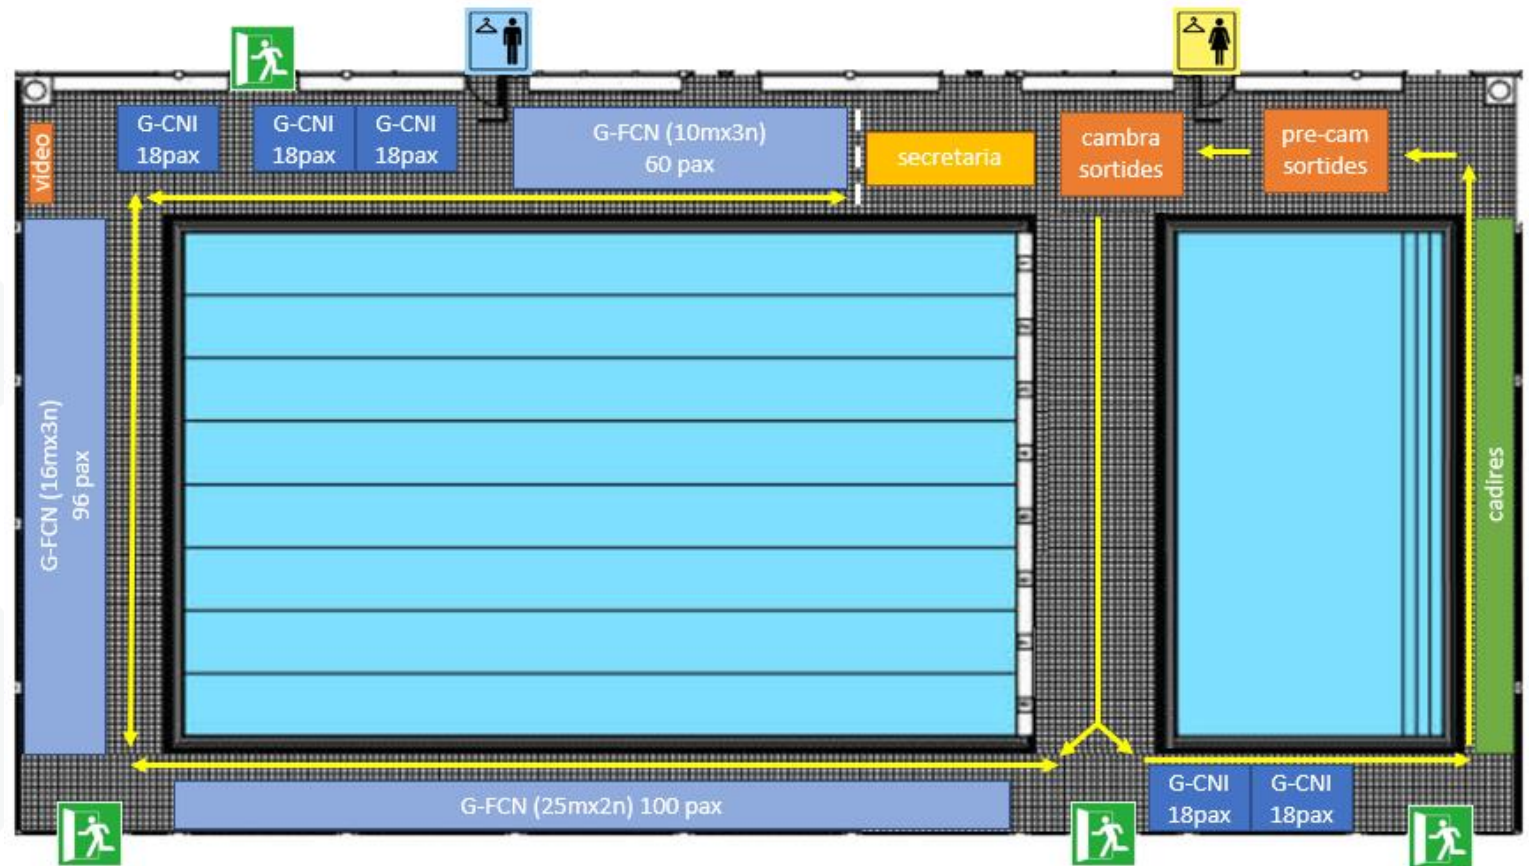 G-CNI
18pax
G-CNI
18pax
G-CNI
18pax
G-FCN (10mx3n)
60 pax
secretaria
cambra
sortides
pre-cam
sortides
video
G-FCN (16mx3n)
96 pax
cadires
G-FCN (25mx2n) 100 pax
G-CNI
18pax
G-CNI
18pax